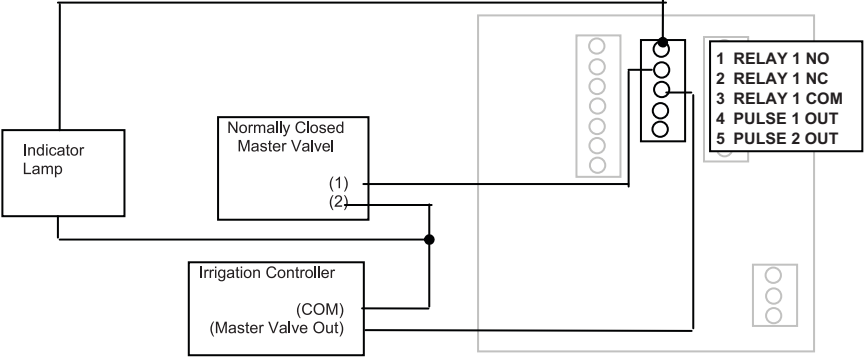 1 RELAY 1 NO
2 RELAY 1 NC
3 RELAY 1 COM
4 PULSE 1 OUT
5 PULSE 2 OUT
Indicator
Lamp
Normally Closed
Master Valvel
(1)
(2)
Irrigation Controller
(COM)
(Master Valve Out)